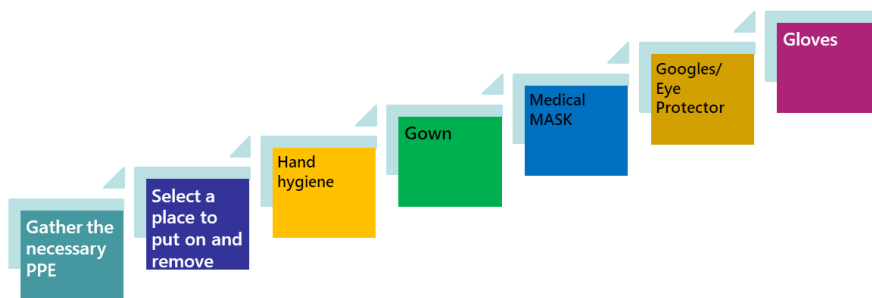 Gather the
necessary
PPE
Select a
place to
put on and
remove
Hand
hygiene
Gown
Medical
MASK
Googles/
Eye
Protector
Gloves